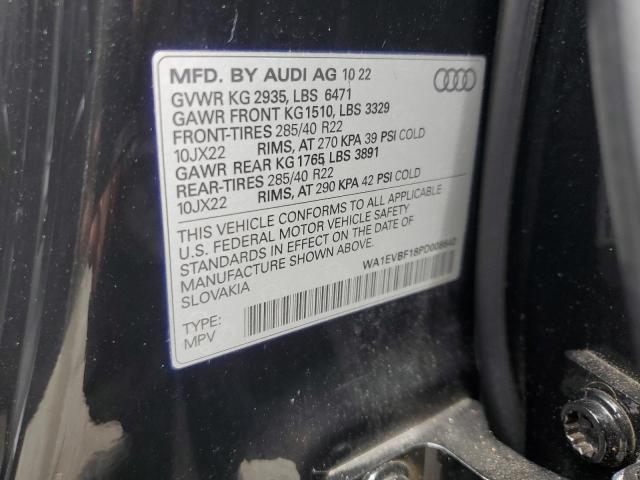 MFD. BY AUDI AG 10 22
GVWR KG 2935, LBS 6471
GAWR FRONT KG1510, LBS 3329
FRONT-TIRES 285/40 R22
10JX22 RIMS, AT 270 KPA 39 PSI COLD
GAWR REAR KG 1765, LBS 3891
REAR-TIRES 285/40 R22
10JX22 RIMS, AT 290 KPA 42 PSI COLD
THIS VEHICLE CONFORMS TO ALL APPLICABLE
U.S. FEDERAL MOTOR VEHICLE SAFETY
STANDARDS IN EFFECT ON THE DATE OF
MANUFACTURE SHOWN ABOVE.
SLOVAKIA
WA1EVBF18PD008640
TYPE:
MPV